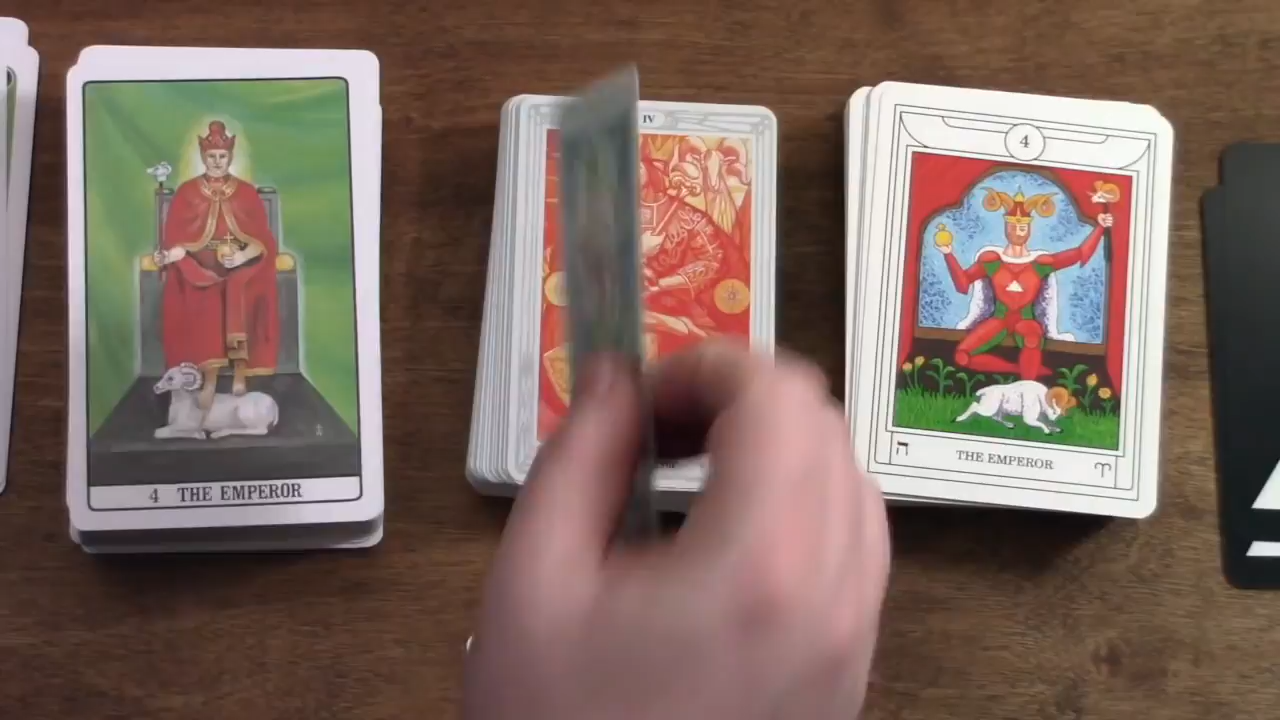 4 THE EMPEROR
IV
4
ה
THE EMPEROR
♈